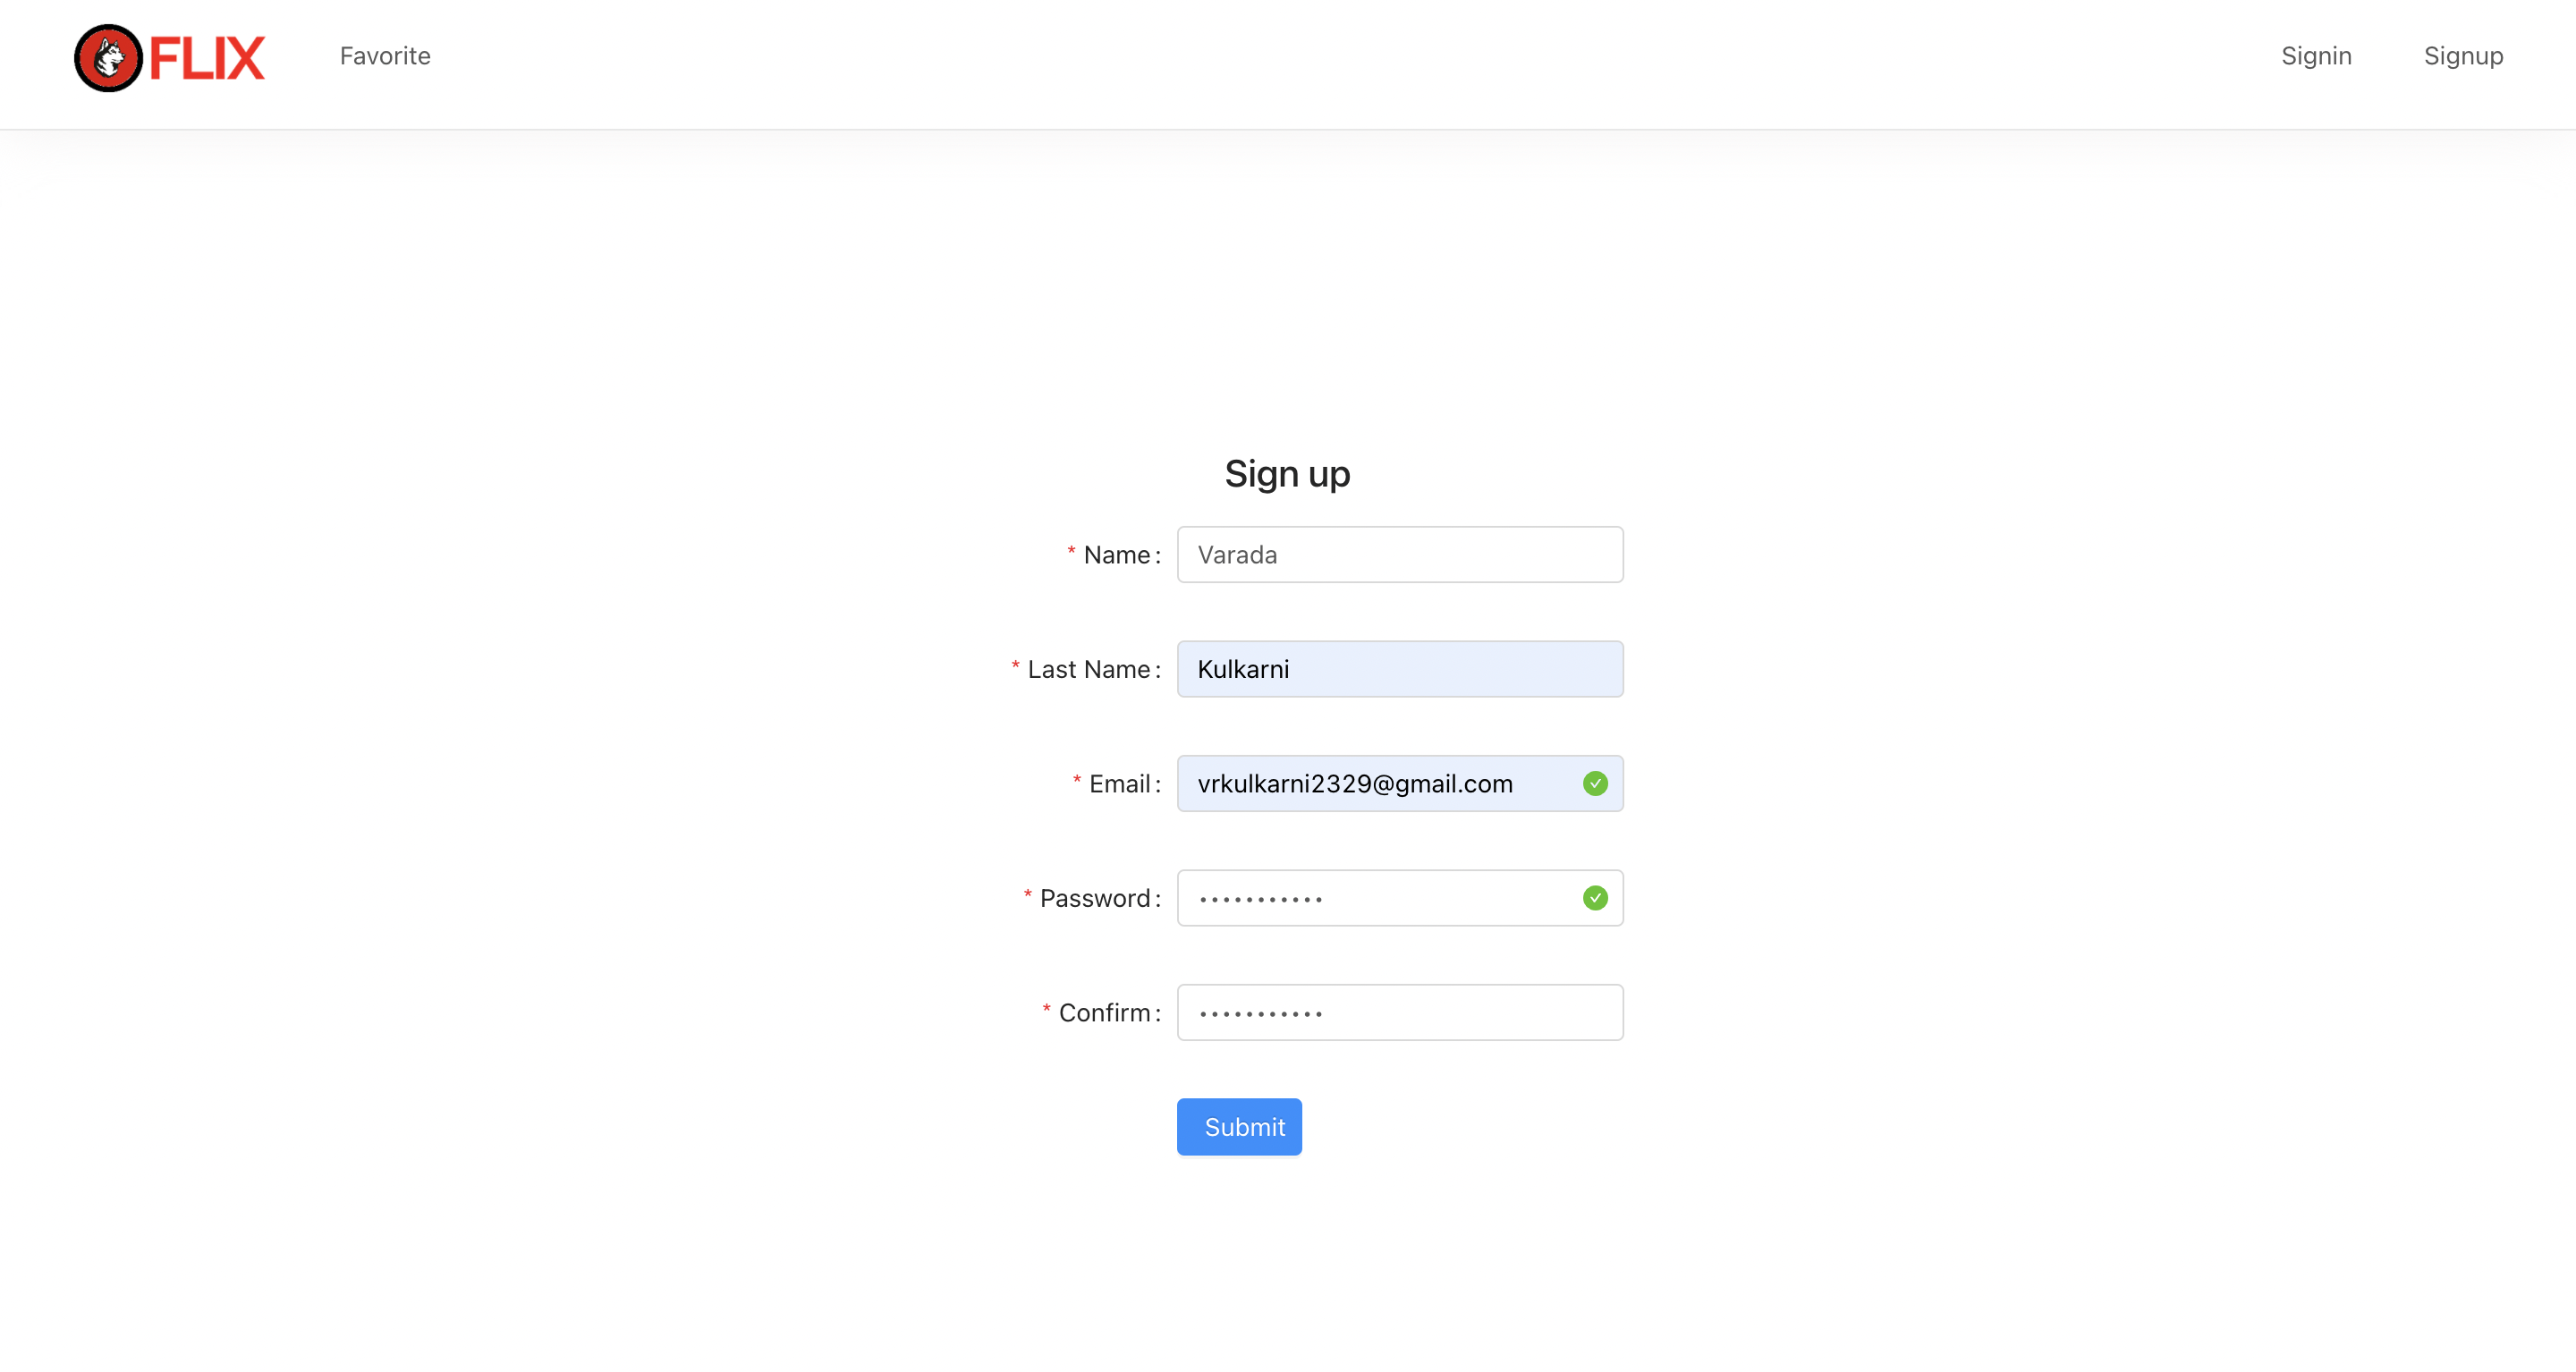 FLIX
Favorite
Signin
Signup
Sign up
* Name :
Varada
* Last Name :
Kulkarni
* Email :
vrkulkarni2329@gmail.com
* Password :
•••••••••••
* Confirm :
•••••••••••
Submit